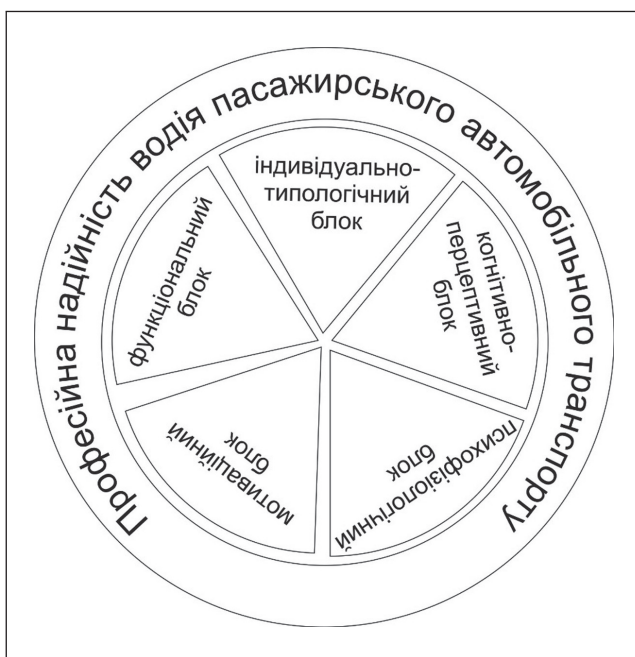 Професійна надійність водія пасажирського автомобільного транспорту
індивідуально-
типологічний
блок
когнітивно-
перцептивний
блок
психофізіологічний
блок
мотиваційний
блок
функціональний
блок